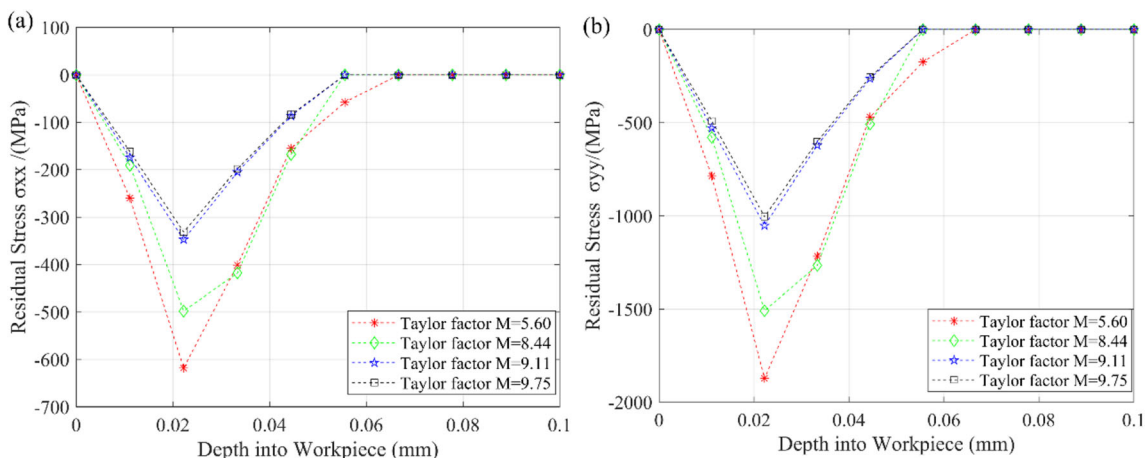 (a)
100
0
-100
-200
-300
-400
-500
-600
-700
Residual Stress σxx /(MPa)
0 0.02 0.04 0.06 0.08 0.1
Depth into Workpiece (mm)
Taylor factor M=5.60
Taylor factor M=8.44
Taylor factor M=9.11
Taylor factor M=9.75
(b)
0
-500
-1000
-1500
-2000
Residual Stress σyy/(MPa)
0 0.02 0.04 0.06 0.08 0.1
Depth into Workpiece (mm)
Taylor factor M=5.60
Taylor factor M=8.44
Taylor factor M=9.11
Taylor factor M=9.75